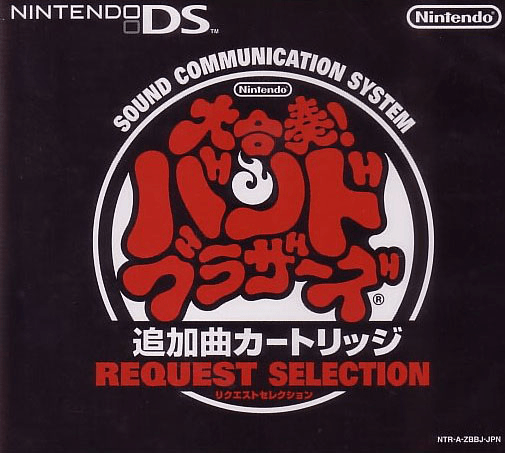 NINTENDO DS™
Nintendo
SOUND COMMUNICATION SYSTEM
Nintendo
大合奏!
バンド
ブラザーズ®
追加曲カートリッジ
REQUEST SELECTION
リクエストセレクション
NTR-A-ZBBJ-JPN